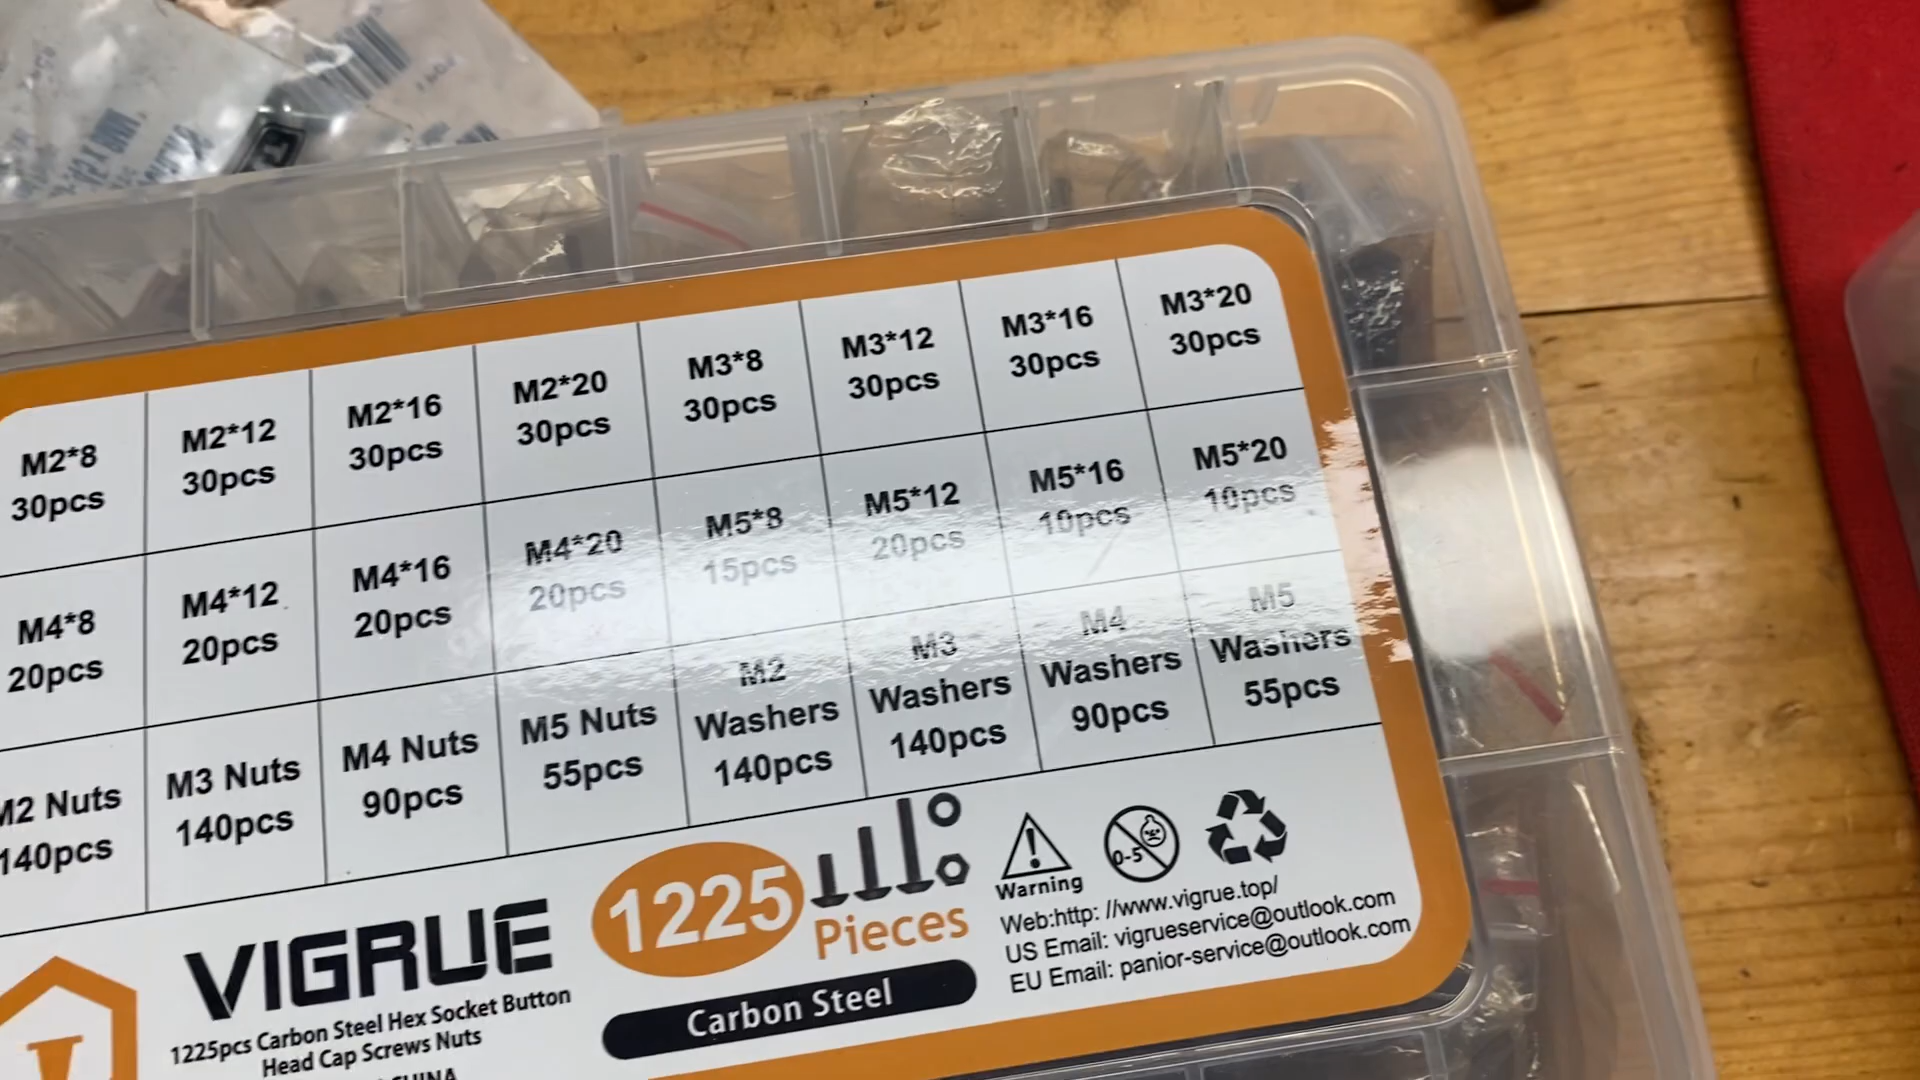 M2*8 M2*12 M2*16 M2*20 M3*8 M3*12 M3*16 M3*20
30pcs 30pcs 30pcs 30pcs 30pcs 30pcs 30pcs 30pcs
M4*8 M4*12 M4*16 M4*20 M5*8 M5*12 M5*16 M5*20
20pcs 20pcs 20pcs 20pcs 15pcs 20pcs 10pcs 10pcs
M2 Nuts M3 Nuts M4 Nuts M5 Nuts M2 Washers M3 Washers M4 Washers M5 Washers
140pcs 140pcs 90pcs 55pcs 140pcs 140pcs 90pcs 55pcs
VIGRUE
1225pcs Carbon Steel Hex Socket Button
Head Cap Screws Nuts
1225
Pieces
Carbon Steel
Warning
0-5
Web:http: //www.vigrue.top/
US Email: vigrueservice@outlook.com
EU Email: panior-service@outlook.com